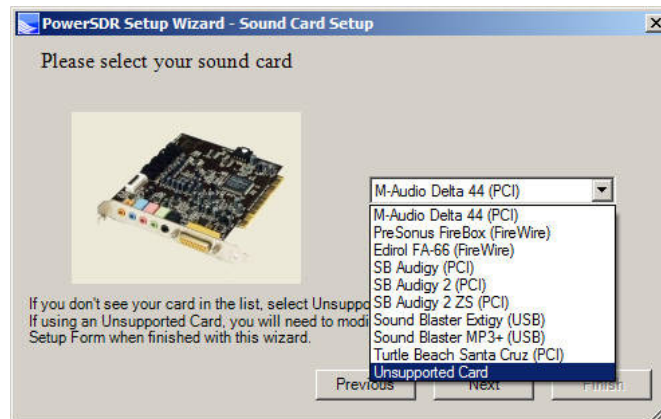 PowerSDR Setup Wizard - Sound Card Setup
Please select your sound card
M-Audio Delta 44 (PCI)
M-Audio Delta 44 (PCI)
PreSonus FireBox (FireWire)
Edirol FA-66 (FireWire)
SB Audigy (PCI)
SB Audigy 2 (PCI)
SB Audigy 2 ZS (PCI)
Sound Blaster Extigy (USB)
Sound Blaster MP3+ (USB)
Turtle Beach Santa Cruz (PCI)
Unsupported Card
If you don't see your card in the list, select
If using an Unsupported Card, you will need to
Setup Form when finished with this wizard.
Previous
Next
Finish